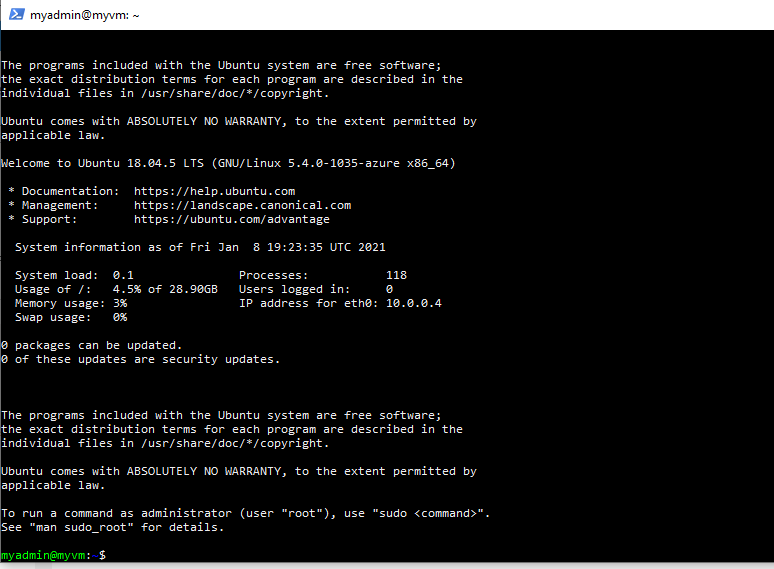 myadmin@myvm: ~
The programs included with the Ubuntu system are free software;
the exact distribution terms for each program are described in the
individual files in /usr/share/doc/*/copyright.
Ubuntu comes with ABSOLUTELY NO WARRANTY, to the extent permitted by
applicable law.
Welcome to Ubuntu 18.04.5 LTS (GNU/Linux 5.4.0-1035-azure x86_64)
* Documentation:  https://help.ubuntu.com
* Management:     https://landscape.canonical.com
* Support:        https://ubuntu.com/advantage
System information as of Fri Jan  8 19:23:35 UTC 2021
System load:  0.1               Processes:           118
Usage of /:   4.5% of 28.90GB   Users logged in:     0
Memory usage: 3%                IP address for eth0: 10.0.0.4
Swap usage:   0%
0 packages can be updated.
0 of these updates are security updates.
The programs included with the Ubuntu system are free software;
the exact distribution terms for each program are described in the
individual files in /usr/share/doc/*/copyright.
Ubuntu comes with ABSOLUTELY NO WARRANTY, to the extent permitted by
applicable law.
To run a command as administrator (user "root"), use "sudo <command>".
See "man sudo_root" for details.
myadmin@myvm:~$